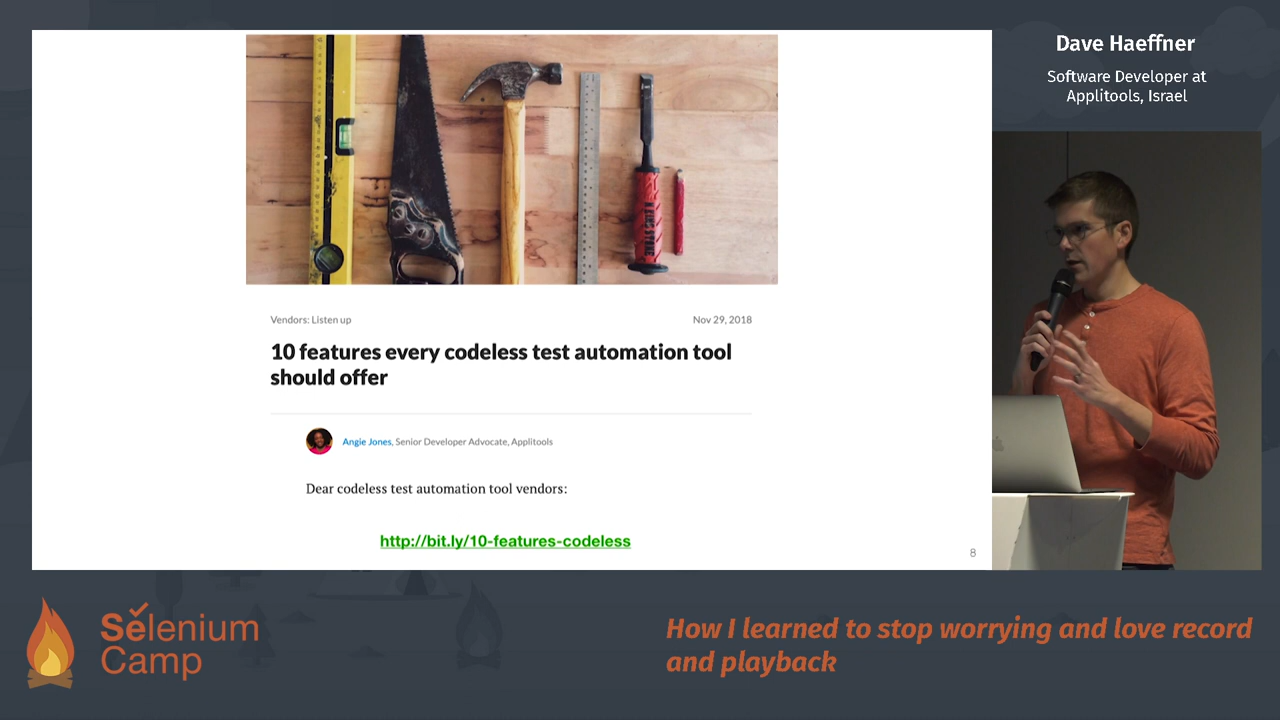 Dave Haeffner
Software Developer at
Applitools, Israel
Vendors: Listen up
Nov 29, 2018
10 features every codeless test automation tool
should offer
Angie Jones, Senior Developer Advocate, Applitools
Dear codeless test automation tool vendors:
http://bit.ly/10-features-codeless
8
Selenium
Camp
How I learned to stop worrying and love record
and playback